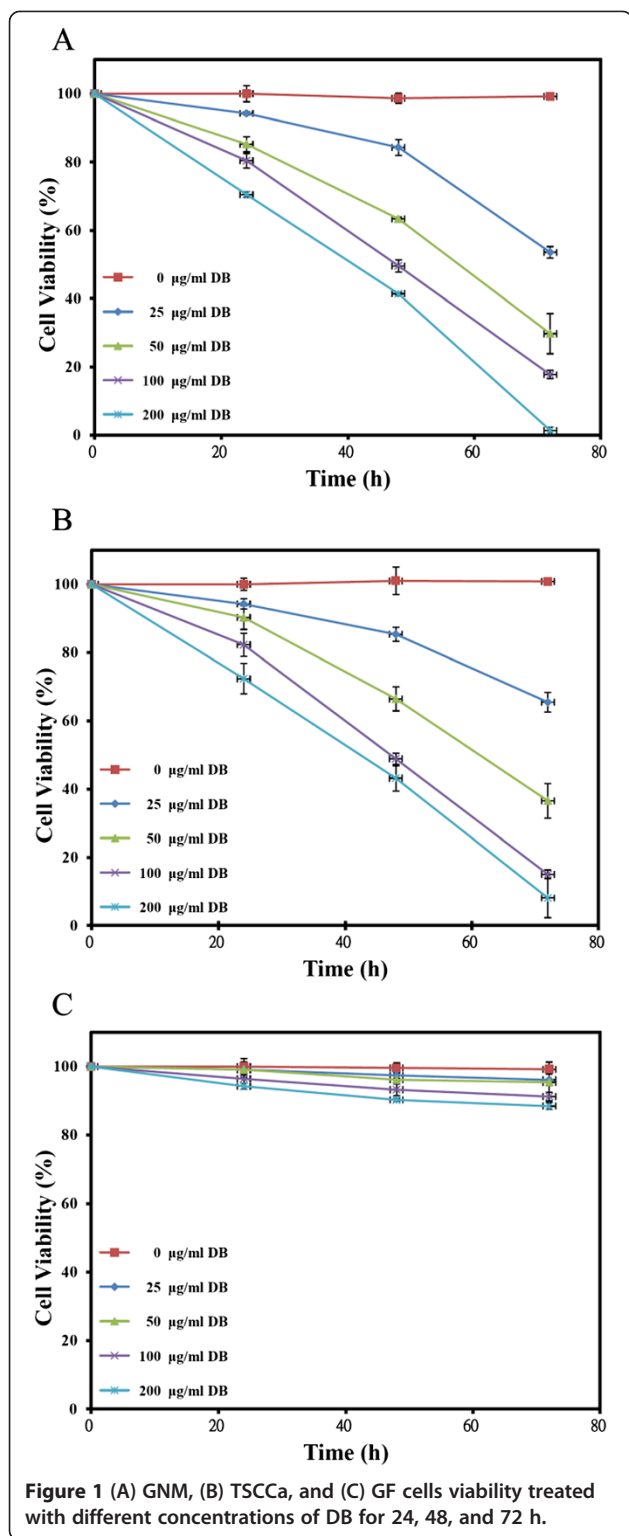 A
100
80
60
40
20
0
Cell Viability (%)
0 µg/ml DB
25 µg/ml DB
50 µg/ml DB
100 µg/ml DB
200 µg/ml DB
0 20 40 60 80
Time (h)
B
100
80
60
40
20
0
Cell Viability (%)
0 µg/ml DB
25 µg/ml DB
50 µg/ml DB
100 µg/ml DB
200 µg/ml DB
0 20 40 60 80
Time (h)
C
100
80
60
40
20
0
Cell Viability (%)
0 µg/ml DB
25 µg/ml DB
50 µg/ml DB
100 µg/ml DB
200 µg/ml DB
0 20 40 60 80
Time (h)
Figure 1 (A) GNM, (B) TSCCa, and (C) GF cells viability treated
with different concentrations of DB for 24, 48, and 72 h.